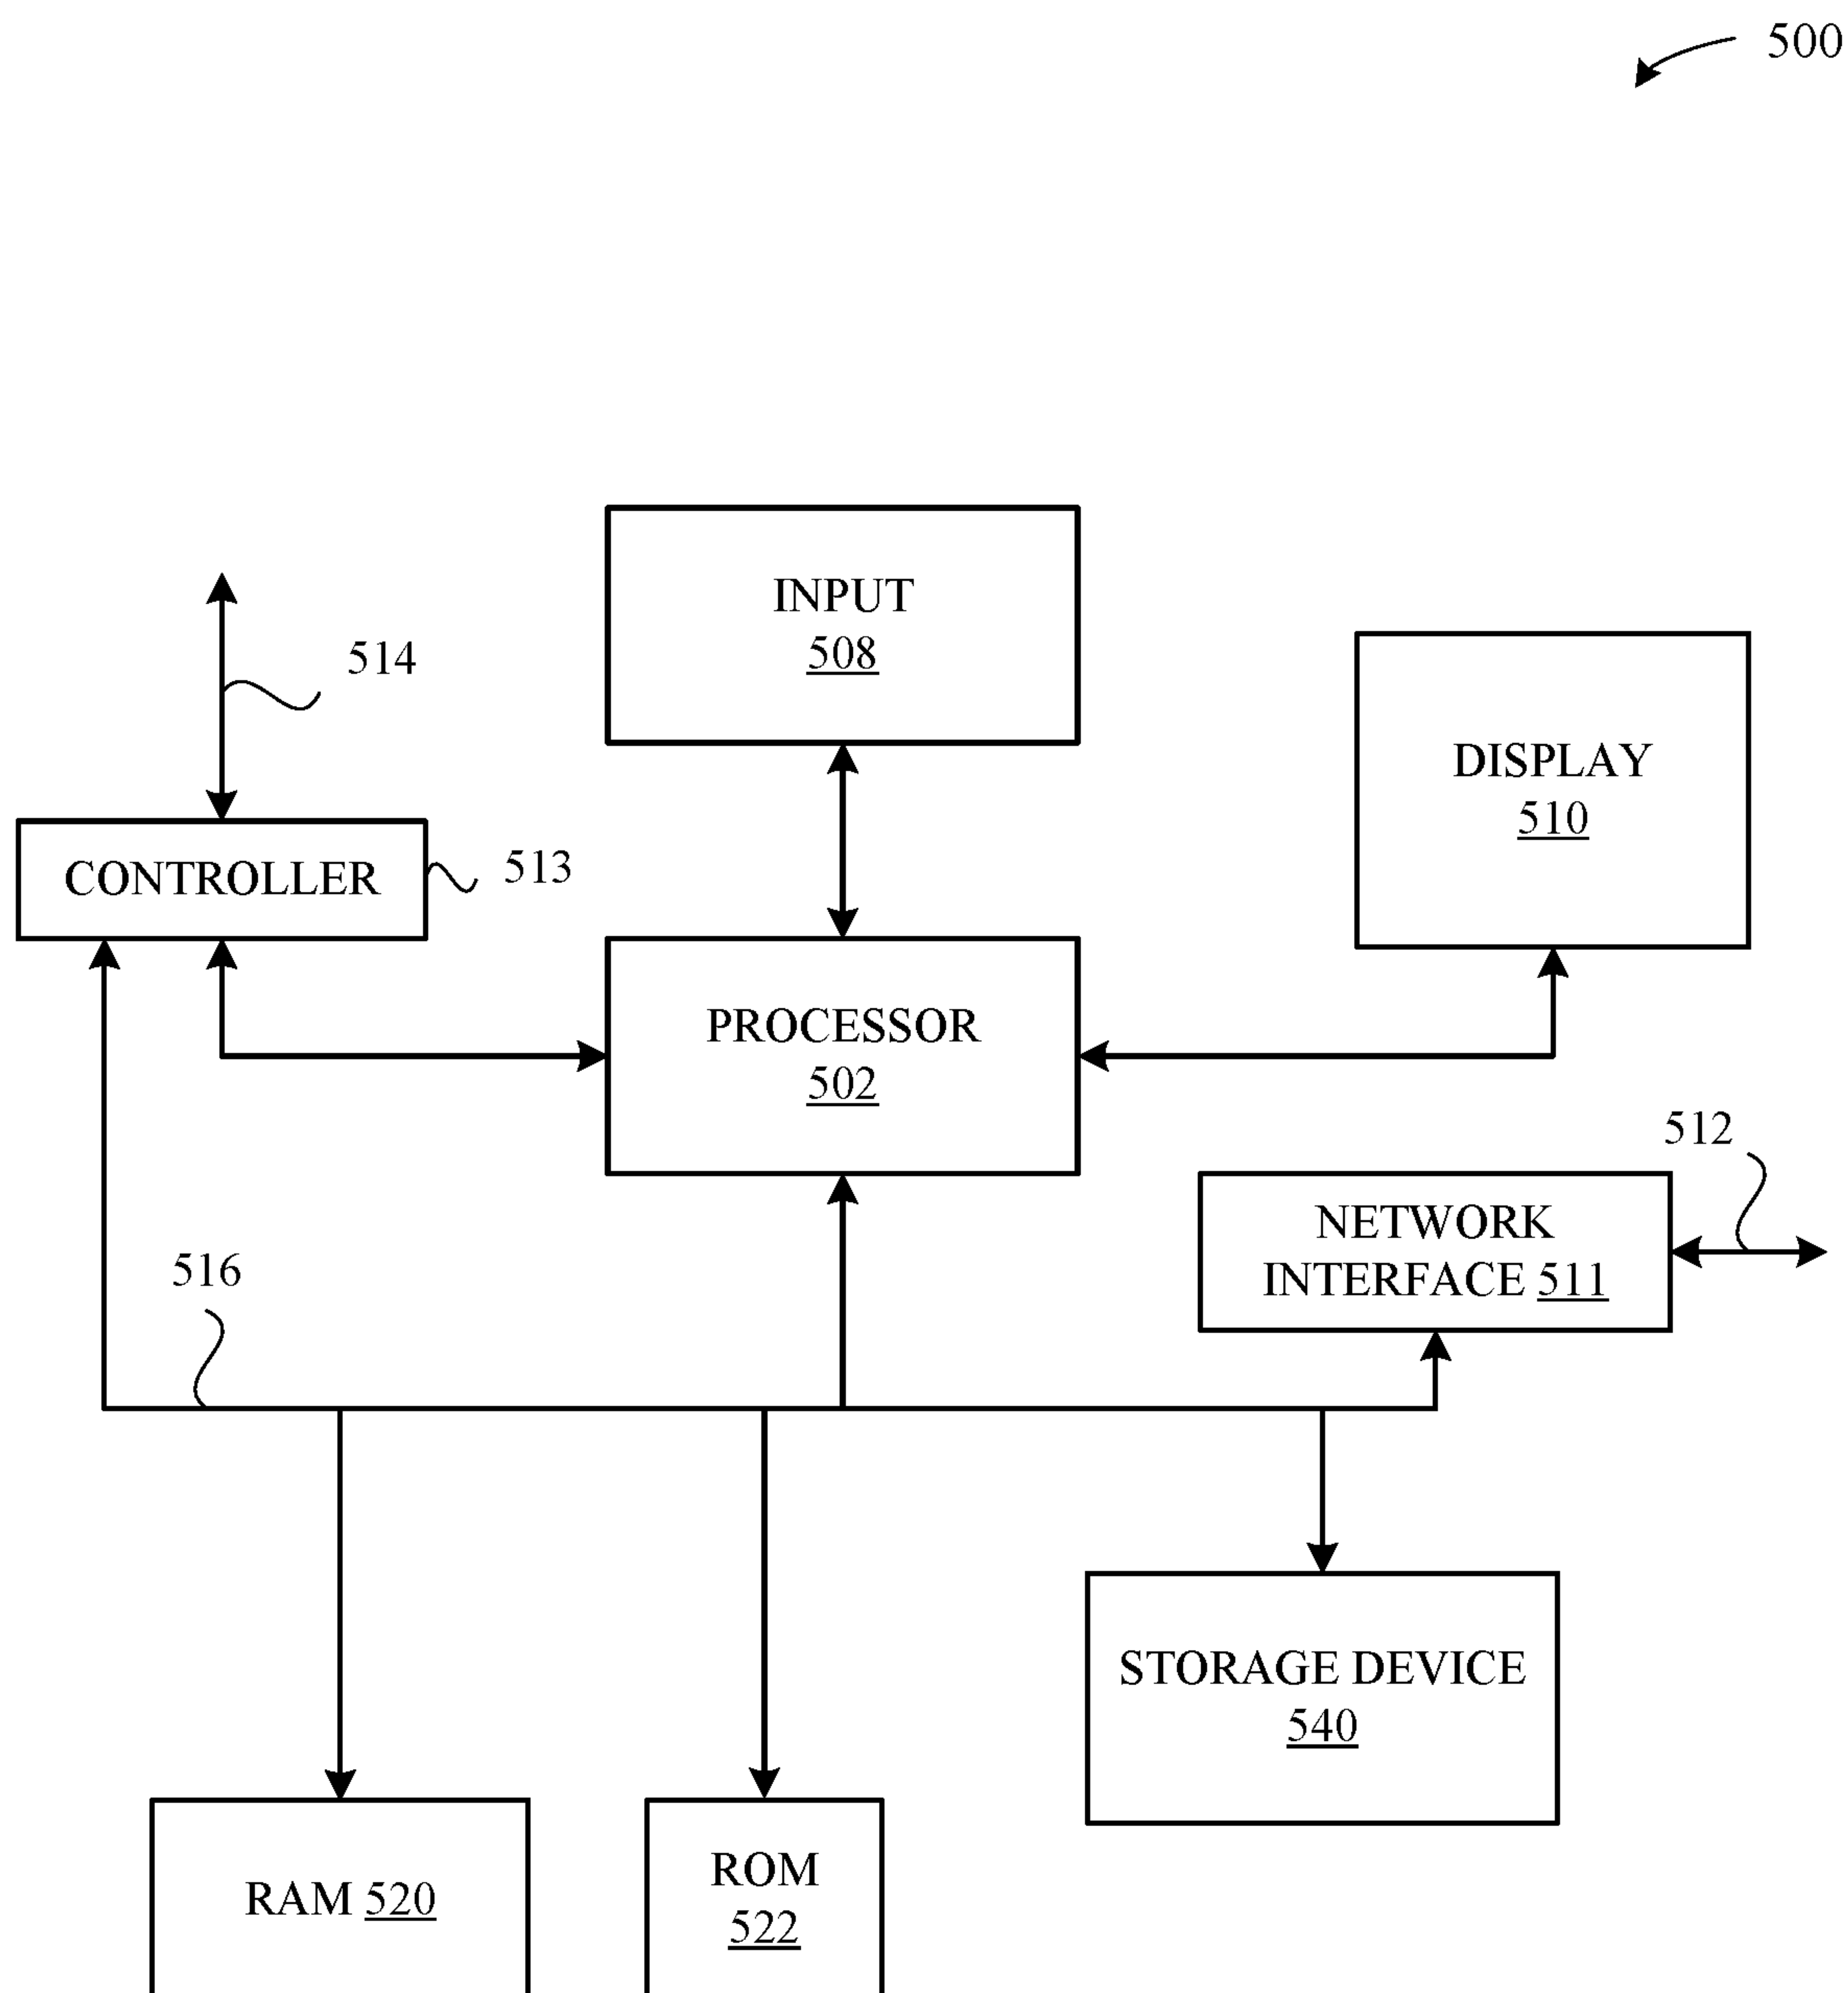 500
INPUT
508
514
DISPLAY
510
CONTROLLER
513
PROCESSOR
502
512
NETWORK
INTERFACE 511
516
STORAGE DEVICE
540
RAM 520
ROM
522